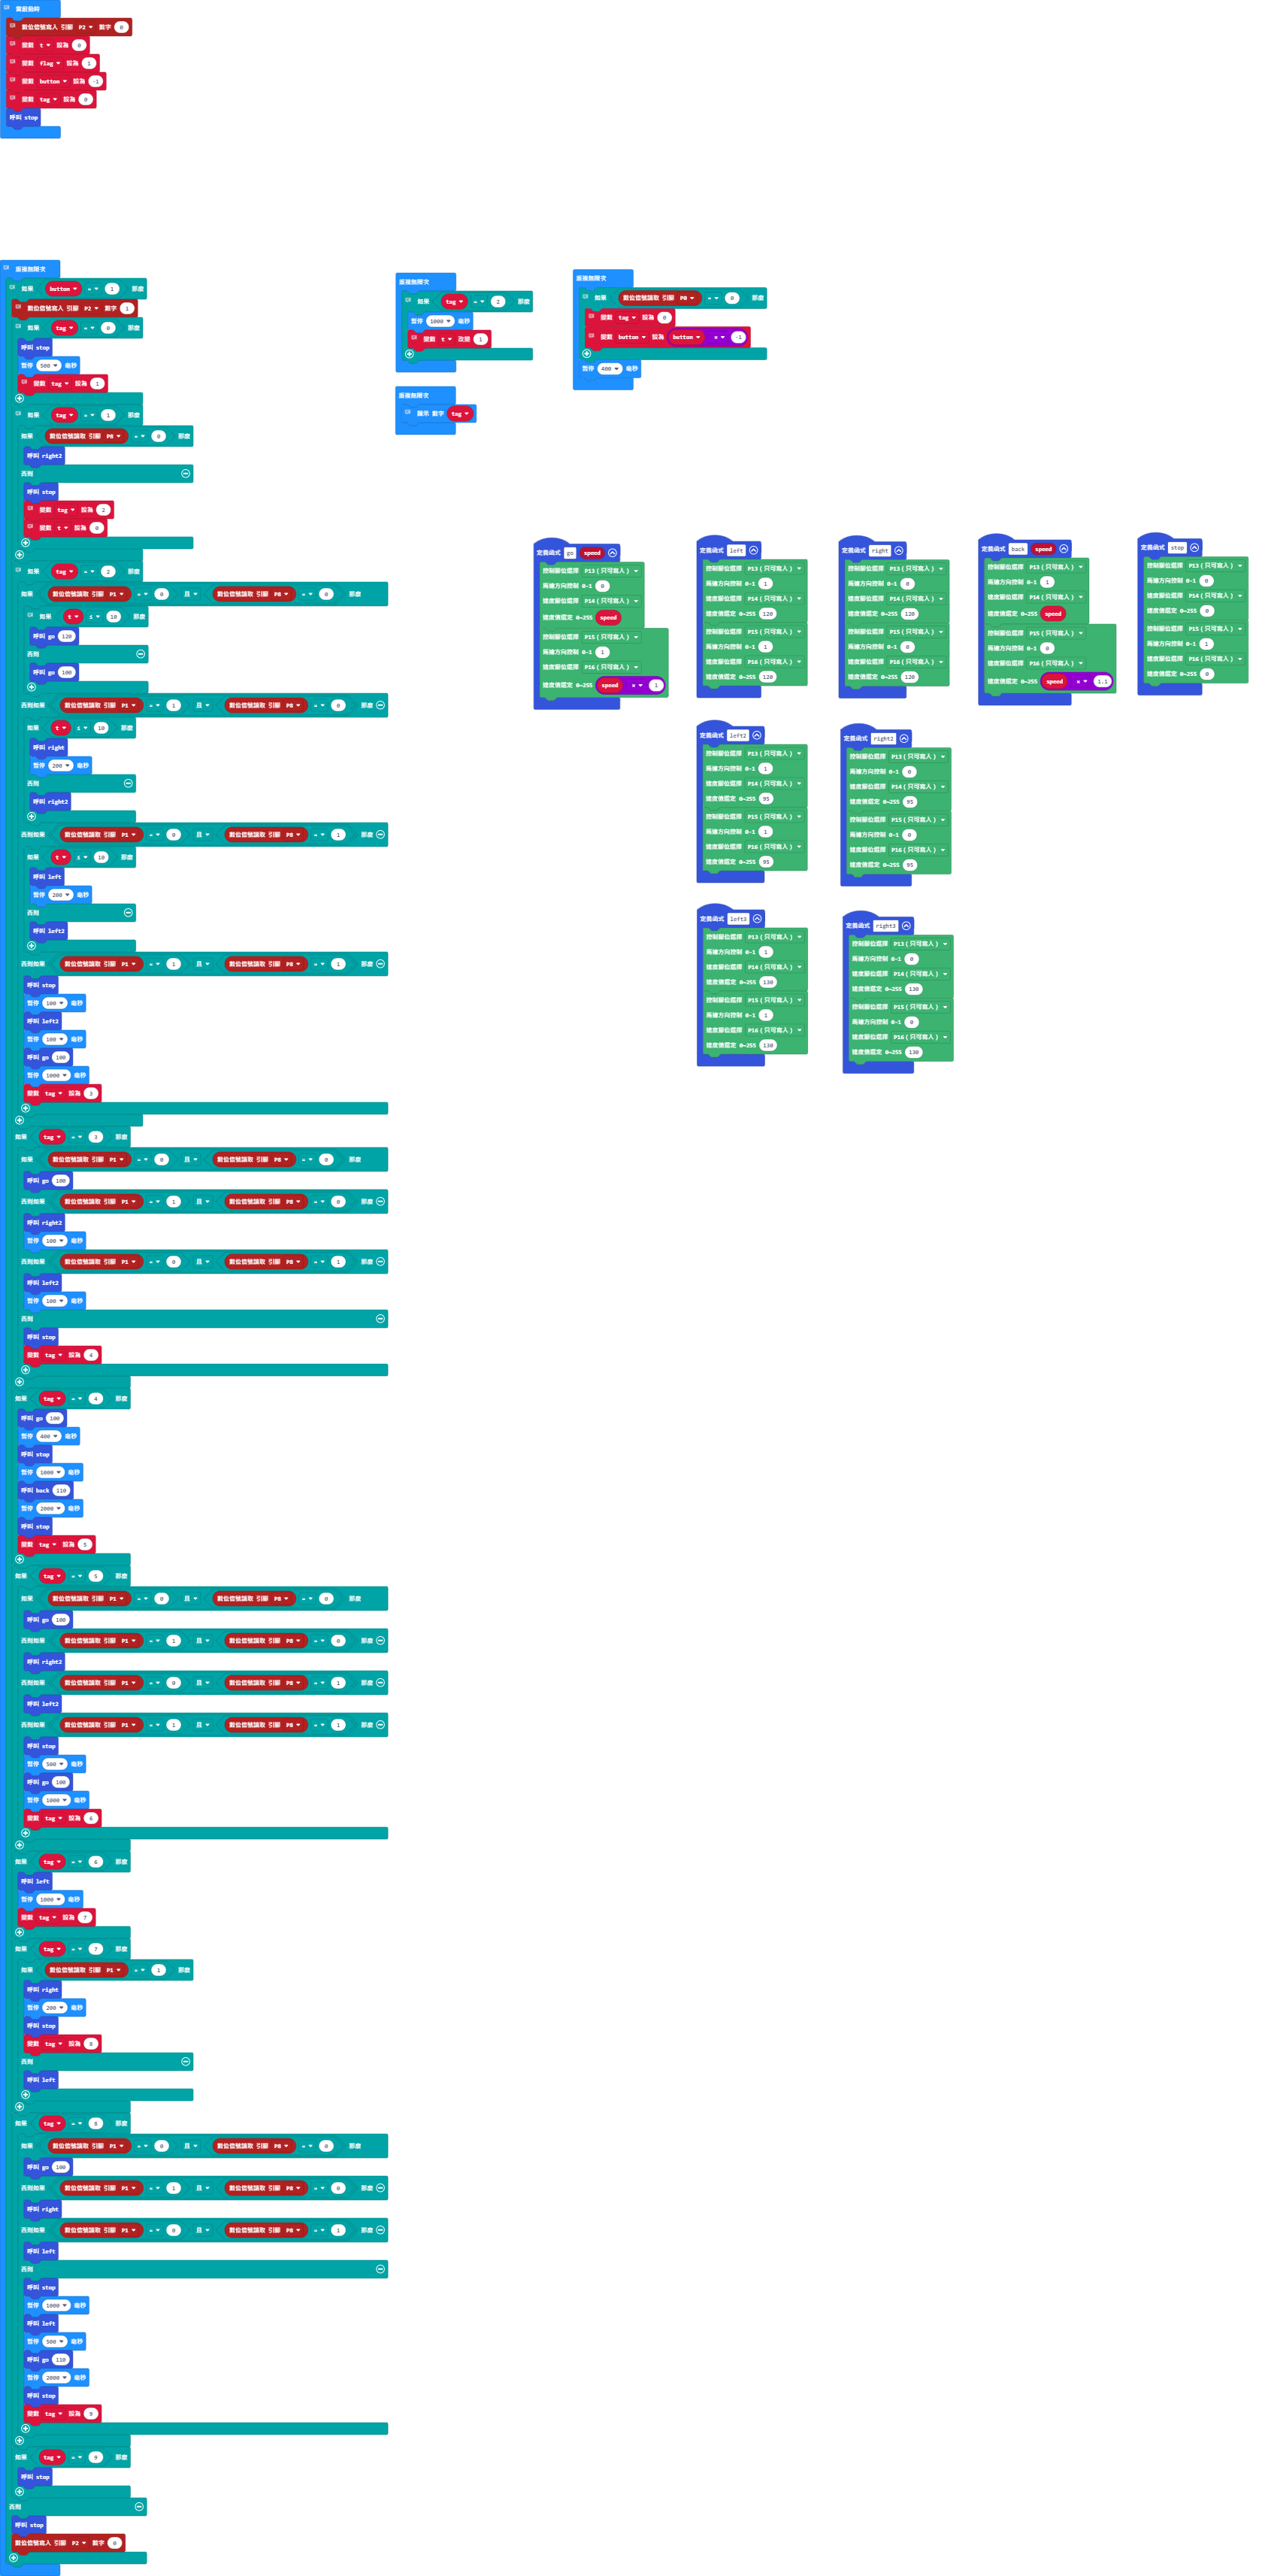 當啟動時
數位信號寫入 引腳 P2 數字 0
變數 t 設為 0
變數 flag 設為 1
變數 button 設為 -1
變數 tag 設為 0
呼叫 stop
重複無限次
如果 button = 1 那麼
數位信號寫入 引腳 P2 數字 1
如果 tag = 0 那麼
呼叫 stop
暫停 500 毫秒
變數 tag 設為 1
如果 tag = 1 那麼
如果 數位信號讀取 引腳 P8 = 0 那麼
呼叫 right2
否則
呼叫 stop
變數 tag 設為 2
變數 t 設為 0
如果 tag = 2 那麼
如果 數位信號讀取 引腳 P1 = 0 且 數位信號讀取 引腳 P8 = 0 那麼
如果 t ≤ 10 那麼
呼叫 go 120
否則
呼叫 go 100
否則如果 數位信號讀取 引腳 P1 = 1 且 數位信號讀取 引腳 P8 = 0 那麼
如果 t ≤ 10 那麼
呼叫 right
暫停 200 毫秒
否則
呼叫 right2
否則如果 數位信號讀取 引腳 P1 = 0 且 數位信號讀取 引腳 P8 = 1 那麼
如果 t ≤ 10 那麼
呼叫 left
暫停 200 毫秒
否則
呼叫 left2
否則如果 數位信號讀取 引腳 P1 = 1 且 數位信號讀取 引腳 P8 = 1 那麼
呼叫 stop
暫停 100 毫秒
呼叫
暫停 100 毫秒
呼叫 go 100
暫停 1000 毫秒
變數 tag 設為 3
如果 tag = 3 那麼
如果 數位信號讀取 引腳 P1 = 0 且 數位信號讀取 引腳 P8 = 0 那麼
呼叫 go 100
否則如果 數位信號讀取 引腳 P1 = 1 且 數位信號讀取 引腳 P8 = 0 那麼
呼叫 right2
暫停 100 毫秒
否則如果 數位信號讀取 引腳 P1 = 0 且 數位信號讀取 引腳 P8 = 1 那麼
呼叫 left2
暫停 100 毫秒
否則
呼叫 stop
變數 tag 設為 4
如果 tag = 4 那麼
呼叫 go 100
暫停 400 毫秒
呼叫 stop
暫停 1000 毫秒
呼叫 back 110
暫停 2000 毫秒
呼叫 stop
變數 tag 設為 5
如果 tag = 5 那麼
如果 數位信號讀取 引腳 P1 = 0 且 數位信號讀取 引腳 P8 = 0 那麼
呼叫 go 100
否則如果 數位信號讀取 引腳 P1 = 1 且 數位信號讀取 引腳 P8 = 0 那麼
呼叫 right2
否則如果 數位信號讀取 引腳 P1 = 0 且 數位信號讀取 引腳 P8 = 1 那麼
呼叫 left2
否則如果 數位信號讀取 引腳 P1 = 1 且 數位信號讀取 引腳 P8 = 1 那麼
呼叫 stop
暫停 500 毫秒
呼叫 go 100
暫停 1000 毫秒
變數 tag 設為 6
如果 tag = 6 那麼
呼叫 left
暫停 1000 毫秒
變數 tag 設為 7
如果 tag = 7 那麼
如果 數位信號讀取 引腳 P1 = 1 那麼
呼叫 right
暫停 200 毫秒
呼叫 stop
變數 tag 設為 8
否則
呼叫 left
如果 tag = 8 那麼
如果 數位信號讀取 引腳 P1 = 0 且 數位信號讀取 引腳 P8 = 0 那麼
呼叫 go 100
否則如果 數位信號讀取 引腳 P1 = 1 且 數位信號讀取 引腳 P8 = 0 那麼
呼叫 right
否則如果 數位信號讀取 引腳 P1 = 0 且 數位信號讀取 引腳 P8 = 1 那麼
呼叫 left
否則
呼叫 stop
暫停 1000 毫秒
呼叫 left
暫停 500 毫秒
呼叫 go 110
暫停 2000 毫秒
呼叫 stop
變數 tag 設為 9
如果 tag = 9 那麼
呼叫 stop
否則
呼叫 stop
數位信號寫入 引腳 P2 數字 0
重複無限次
如果 tag = 2 那麼
暫停 1000 毫秒
變數 t 改變 1
重複無限次
顯示 數字 tag
重複無限次
如果 數位信號讀取 引腳 = 0 那麼
變數 tag 設為 0
變數 button 設為 button × -1
暫停 400 毫秒
定義函式 go speed
控制腳位選擇 P13 ( 只可寫入 )
馬達方向控制 0~1 0
速度腳位選擇 P14 ( 只可寫入 )
速度值設定 0~255 speed
控制腳位選擇 P15 ( 只可寫入 )
馬達方向控制 0~1 1
速度腳位選擇 P16 ( 只可寫入 )
速度值設定 0~255 speed × 1
定義函式 left
控制腳位選擇 P13 ( 只可寫入 )
馬達方向控制 0~1 1
速度腳位選擇 P14 ( 只可寫入 )
速度值設定 0~255 120
控制腳位選擇 P15 ( 只可寫入 )
馬達方向控制 0~1 1
速度腳位選擇 P16 ( 只可寫入 )
速度值設定 0~255 120
定義函式 right
控制腳位選擇 P13 ( 只可寫入 )
馬達方向控制 0~1 0
速度腳位選擇 P14 ( 只可寫入 )
速度值設定 0~255 120
控制腳位選擇 P15 ( 只可寫入 )
馬達方向控制 0~1 0
速度腳位選擇 P16 ( 只可寫入 )
速度值設定 0~255 120
定義函式 back speed
控制腳位選擇 P13 ( 只可寫入 )
馬達方向控制 0~1 1
速度腳位選擇 P14 ( 只可寫入 )
速度值設定 0~255 speed
控制腳位選擇 P15 ( 只可寫入 )
馬達方向控制 0~1 0
速度腳位選擇 P16 ( 只可寫入 )
速度值設定 0~255 speed × 1.1
定義函式 stop
控制腳位選擇 P13 ( 只可寫入 )
馬達方向控制 0~1 0
速度腳位選擇 P14 ( 只可寫入 )
速度值設定 0~255 0
控制腳位選擇 P15 ( 只可寫入 )
馬達方向控制 0~1 1
速度腳位選擇 P16 ( 只可寫入 )
速度值設定 0~255 0
定義函式 left2
控制腳位選擇 P13 ( 只可寫入 )
馬達方向控制 0~1 1
速度腳位選擇 P14 ( 只可寫入 )
速度值設定 0~255 95
控制腳位選擇 P15 ( 只可寫入 )
馬達方向控制 0~1 1
速度腳位選擇 P16 ( 只可寫入 )
速度值設定 0~255 95
定義函式 right2
控制腳位選擇 P13 ( 只可寫入 )
馬達方向控制 0~1 0
速度腳位選擇 P14 ( 只可寫入 )
速度值設定 0~255 95
控制腳位選擇 P15 ( 只可寫入 )
馬達方向控制 0~1 0
速度腳位選擇 P16 ( 只可寫入 )
速度值設定 0~255 95
定義函式 left3
控制腳位選擇 P13 ( 只可寫入 )
馬達方向控制 0~1 1
速度腳位選擇 P14 ( 只可寫入 )
速度值設定 0~255 130
控制腳位選擇 P15 ( 只可寫入 )
馬達方向控制 0~1 1
速度腳位選擇 P16 ( 只可寫入 )
速度值設定 0~255 130
定義函式 right3
控制腳位選擇 P13 ( 只可寫入 )
馬達方向控制 0~1 0
速度腳位選擇 P14 ( 只可寫入 )
速度值設定 0~255 130
控制腳位選擇 P15 ( 只可寫入 )
馬達方向控制 0~1 0
速度腳位選擇 P16 ( 只可寫入 )
速度值設定 0~255 130